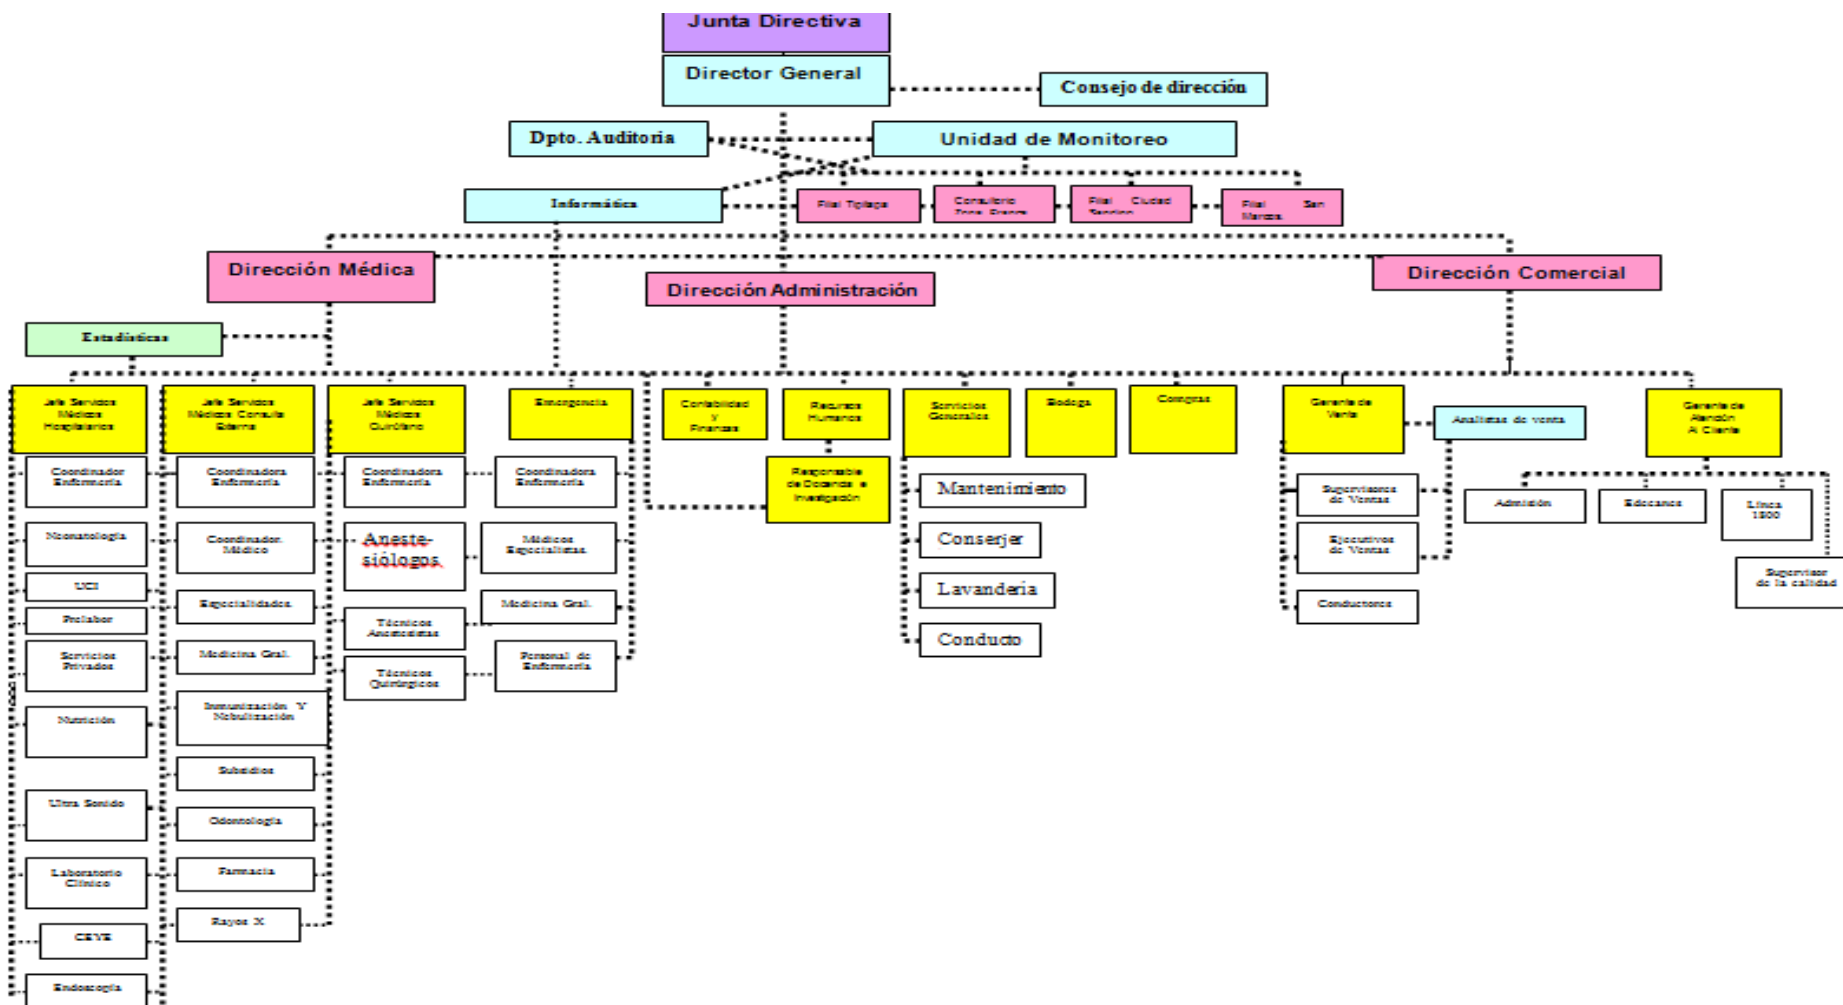 Junta Directiva
Director General
Consejo de dirección
Dpto. Auditoria
Unidad de Monitoreo
Informática
Filial Tipitapa
Consultorio
Zona Franca
Filial Ciudad
Sandino
Filial San
Marcos
Dirección Médica
Dirección Administración
Dirección Comercial
Estadísticas
Jefe Servicios
Médicos
Hospitalarios
Jefe Servicios
Médicos Consulta
Externa
Jefe Servicios
Médicos
Quirófano
Emergencia
Contabilidad
y
Finanzas
Recursos
Humanos
Servicios
Generales
Bodega
Compras
Gerente de
Venta
Analistas de venta
Gerente de
Atención
Al Cliente
Coordinador
Enfermería
Coordinadora
Enfermería
Coordinadora
Enfermería
Coordinadora
Enfermería
Responsable
de Docencia e
Investigación
Mantenimiento
Supervisores
de Ventas
Admisión
Edecanes
Línea
1800
Neonatología
Coordinador.
Médico
Aneste-
siólogos
Médicos
Especialistas.
Conserjer
Ejecutivos
de Ventas
Supervisor
de la calidad
UCI
Especialidades.
Medicina Gral.
Lavandería
Conductores
Prelabor
Técnicos
Anestesistas
Conducto
Servicios
Privados
Medicina Gral.
Técnicos
Quirúrgicos
Personal de
Enfermería
Nutrición
Inmunización Y
Nebulización
Subsidios
Ultra Sonido
Odontología
Laboratorio
Clínico
Farmacia
Rayos X
CEYE
Endoscopía